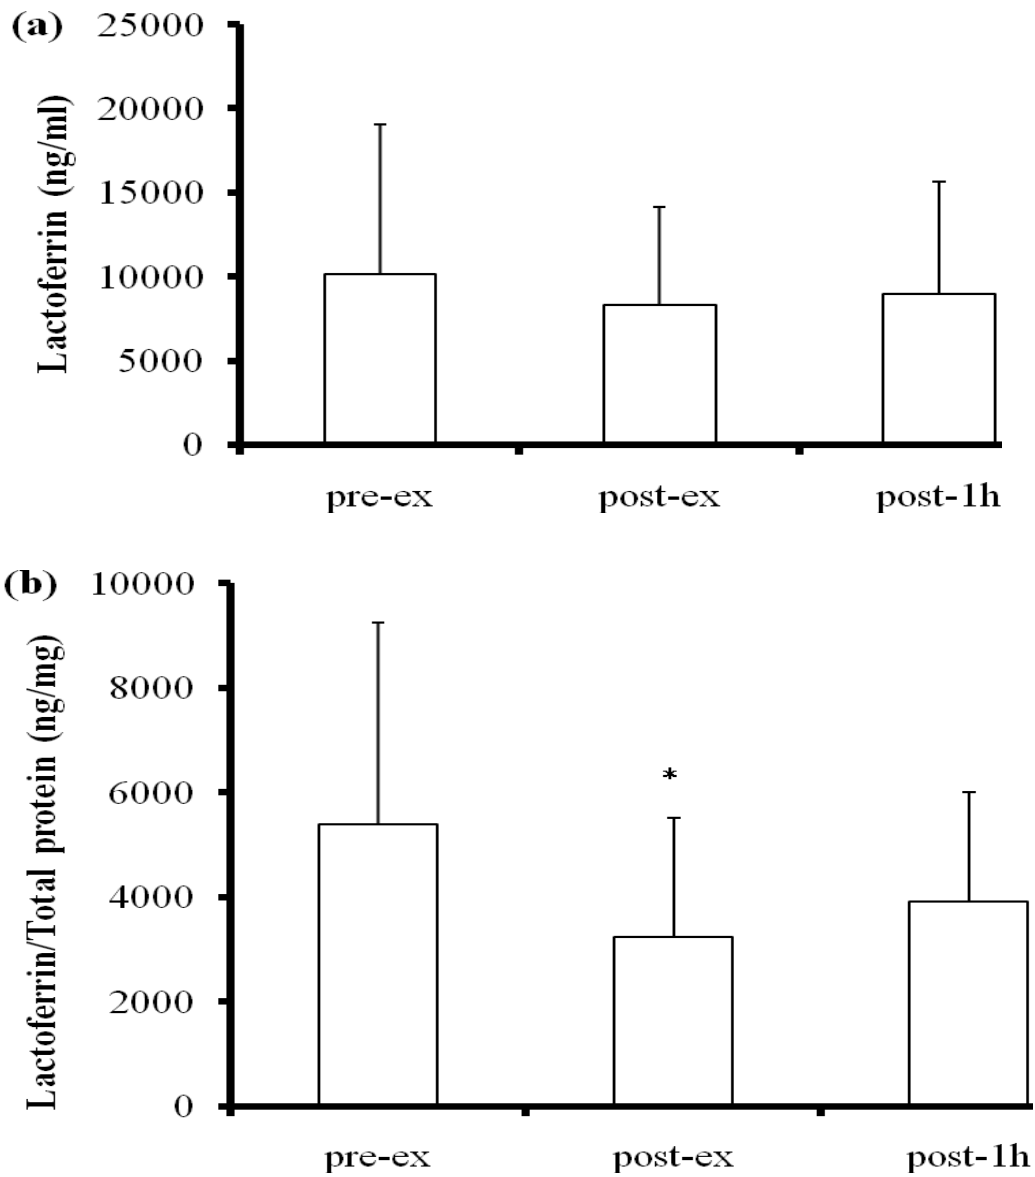 (a)
25000
20000
15000
10000
5000
0
Lactoferrin (ng/ml)
pre-ex post-ex post-1h
(b)
10000
8000
6000
4000
2000
0
Lactoferrin/Total protein (ng/mg)
*
pre-ex post-ex post-1h